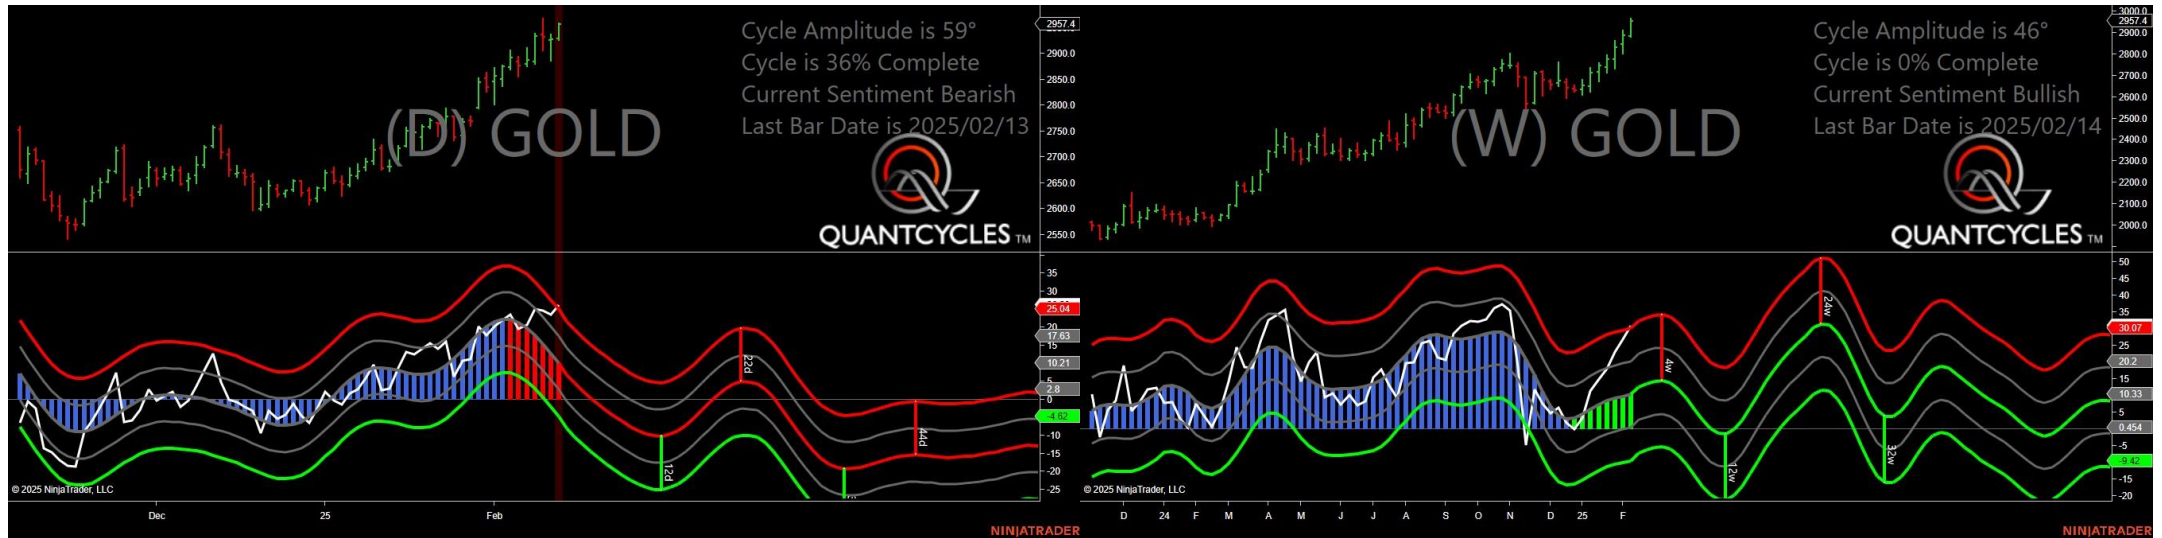 Cycle Amplitude is 59°
Cycle is 36% Complete
Current Sentiment Bearish
Last Bar Date is 2025/02/13
(D) GOLD
QUANTCYCLES TM
2957.4
2900.0
2850.0
2800.0
2750.0
2700.0
2650.0
2600.0
2550.0
35
30
25.04
20
17.63
15
10.21
5
2.8
0
-4.62
-10
-15
-20
-25
22d
12d
44d
© 2025 NinjaTrader, LLC
Dec 25 Feb
NINJATRADER
Cycle Amplitude is 46°
Cycle is 0% Complete
Current Sentiment Bullish
Last Bar Date is 2025/02/14
(W) GOLD
QUANTCYCLES TM
3000.0
2957.4
2900.0
2800.0
2700.0
2600.0
2500.0
2400.0
2300.0
2200.0
2100.0
2000.0
50
45
40
35
30.07
20.2
15
10.33
5
0.454
-5
-9.42
-15
-20
24w
4w
12w
32w
© 2025 NinjaTrader, LLC
D 24 F M A M J J A S O N D 25 F
NINJATRADER